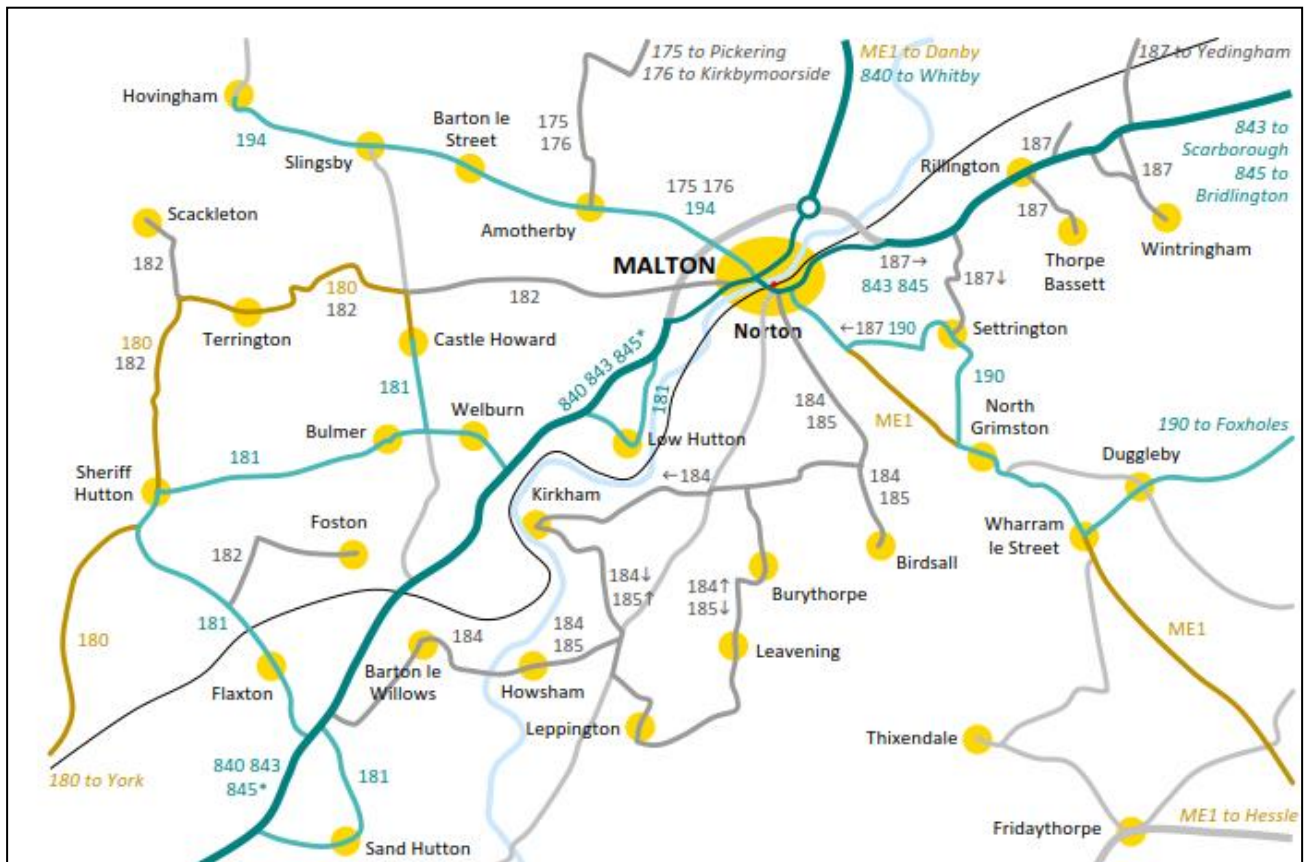 175 to Pickering
176 to Kirkbymoorside
ME1 to Danby
840 to Whitby
187 to Yedingham
Hovingham
194
Slingsby
Barton le
Street
175
176
Amotherby
175 176
194
Rillington
187
187
187
843 to
Scarborough
845 to
Bridlington
Scackleton
182
MALTON
Norton
187→
843 845
187↓
Thorpe
Bassett
Wintringham
180
182
Terrington
182
Castle Howard
←187 190
Settrington
180
182
181
840 843 845*
181
190
ME1
North
Grimston
Welburn
Bulmer
Low Hutton
184
185
190 to Foxholes
Duggleby
Sheriff
Hutton
181
Kirkham
←184
184
185
Foston
182
Wharram
le Street
Birdsall
184↓
185↑
184↑
185↓
Burythorpe
180
181
184
184
185
Leavening
ME1
Flaxton
Barton le
Willows
Howsham
Leppington
Thixendale
180 to York
840 843
845*
181
Sand Hutton
Fridaythorpe
ME1 to Hessle